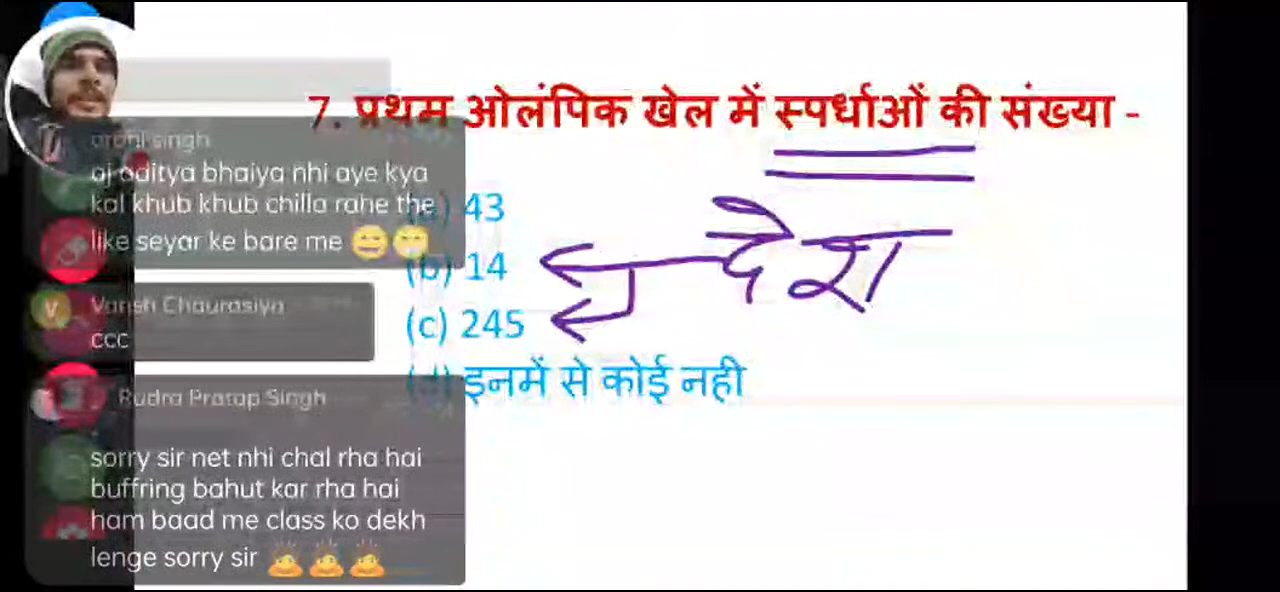 7. प्रथम ओलंपिक खेल में स्पर्धाओं की संख्या -
arohi singh
aj aditya bhaiya nhi aye kya
kal khub khub chilla rahe the
like seyar ke bare me 😄 😁
(a) 43
(b) 14
देश
V
Vansh Chaurasiya
ccc
(c) 245
(d) इनमें से कोई नही
Rudra Pratap Singh
sorry sir net nhi chal rha hai
buffring bahut kar rha hai
ham baad me class ko dekh
lenge sorry sir 🙇 🙇 🙇